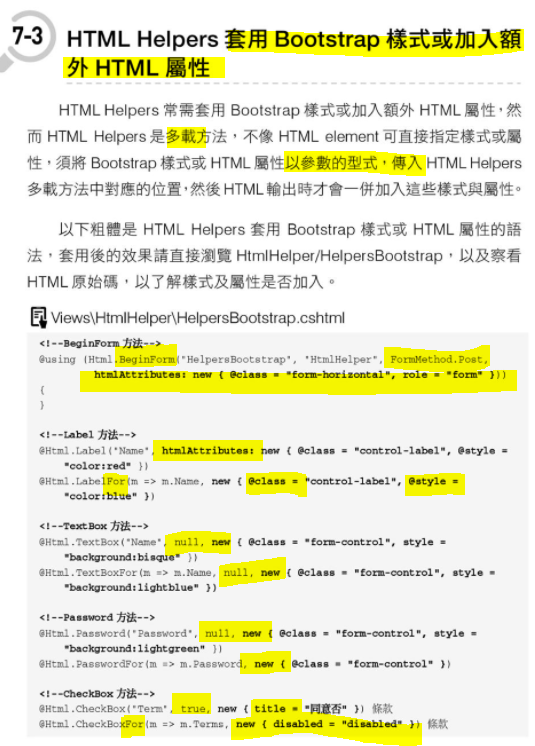 7-3 HTML Helpers 套用 Bootstrap 樣式或加入額
外 HTML 屬性
HTML Helpers 常需套用 Bootstrap 樣式或加入額外 HTML 屬性，然
而 HTML Helpers 是多載方法，不像 HTML element 可直接指定樣式或屬
性，須將 Bootstrap 樣式或 HTML 屬性以參數的型式，傳入 HTML Helpers
多載方法中對應的位置，然後 HTML 輸出時才會一併加入這些樣式與屬性。
以下粗體是 HTML Helpers 套用 Bootstrap 樣式或 HTML 屬性的語
法，套用後的效果請直接瀏覽 HtmlHelper/HelpersBootstrap，以及察看
HTML 原始碼，以了解樣式及屬性是否加入。
Views\HtmlHelper\HelpersBootstrap.cshtml
<!--BeginForm 方法-->
@using (Html.BeginForm("HelpersBootstrap", "HtmlHelper", FormMethod.Post,
htmlAttributes: new { @class = "form-horizontal", role = "form" }))
{
}
<!--Label 方法-->
@Html.Label("Name", htmlAttributes: new { @class = "control-label", @style =
"color:red" })
@Html.LabelFor(m => m.Name, new { @class = "control-label", @style =
"color:blue" })
<!--TextBox 方法-->
@Html.TextBox("Name", null, new { @class = "form-control", style =
"background:bisque" })
@Html.TextBoxFor(m => m.Name, null, new { @class = "form-control", style =
"background:lightblue" })
<!--Password 方法-->
@Html.Password("Password", null, new { @class = "form-control", style =
"background:lightgreen" })
@Html.PasswordFor(m => m.Password, new { @class = "form-control" })
<!--CheckBox 方法-->
@Html.CheckBox("Term", true, new { title = "同意否" }) 條款
@Html.CheckBoxFor(m => m.Terms, new { disabled = "disabled" }) 條款